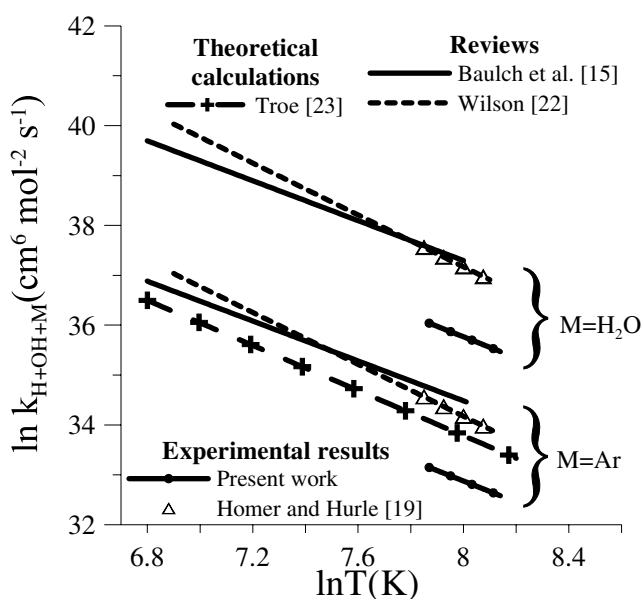 ln k_{H+OH+M}(cm⁶ mol⁻² s⁻¹)
42
40
38
36
34
32
Theoretical
calculations
Troe [23]
Reviews
Baulch et al. [15]
Wilson [22]
M=H₂O
M=Ar
Experimental results
Present work
Homer and Hurle [19]
6.8
7.2
7.6
8
8.4
lnT(K)